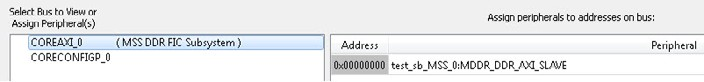 Select Bus to View or
Assign Peripheral(s)
Assign peripherals to addresses on bus:
COREAXI_0 ( MSS DDR FIC Subsystem )
CORECONFIGP_0
Address Peripheral
0x00000000 test_sb_MSS_0:MDDR_DDR_AXI_SLAVE